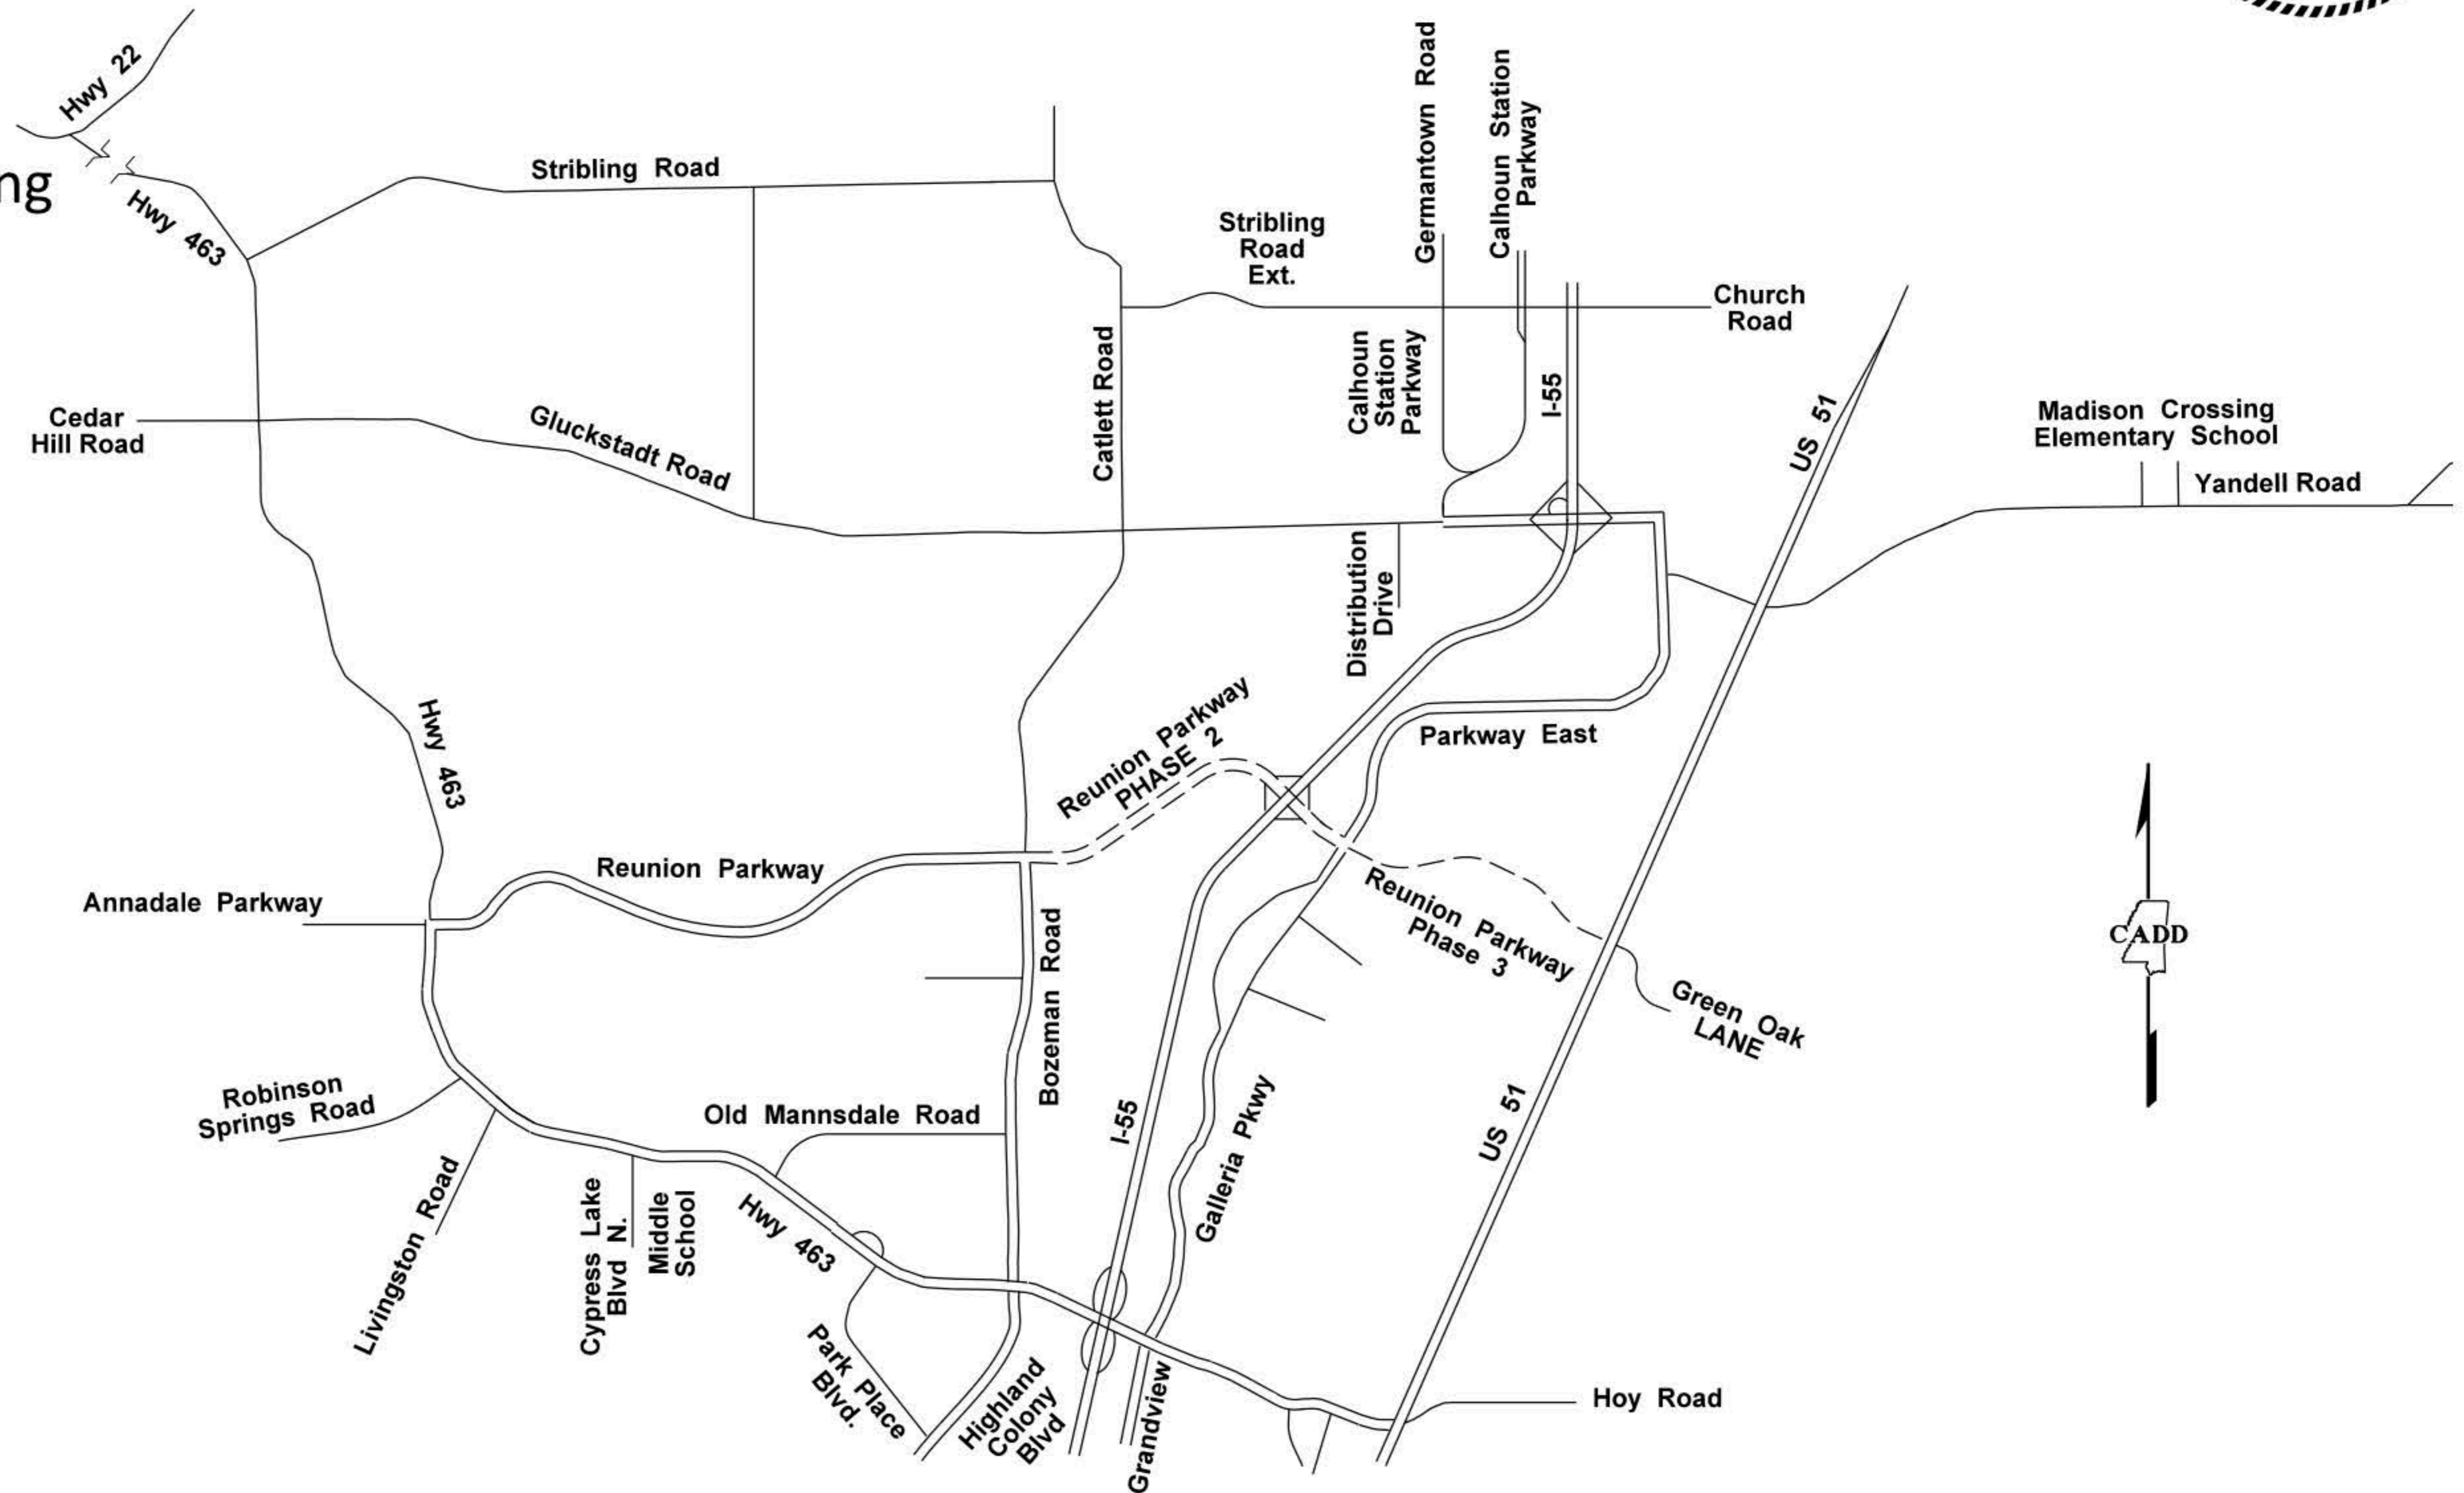 Hwy 22
ng
Hwy 463
Stribling Road
Germantown Road
Calhoun Station
Parkway
Stribling
Road
Ext.
Church
Road
Calhoun
Station
Parkway
I-55
Catlett Road
US 51
Cedar
Hill Road
Gluckstadt Road
Madison Crossing
Elementary School
Yandell Road
Distribution
Drive
Hwy 463
Reunion Parkway
PHASE 2
Parkway East
Reunion Parkway
Annadale Parkway
Bozeman Road
Reunion Parkway
Phase 3
CADD
Green Oak
LANE
Robinson
Springs Road
Old Mannsdale Road
I-55
Galleria Pkwy
US 51
Livingston Road
Cypress Lake
Blvd N.
Middle
School
Hwy 463
Park Place
Blvd.
Highland
Colony
Blvd
Grandview
Hoy Road